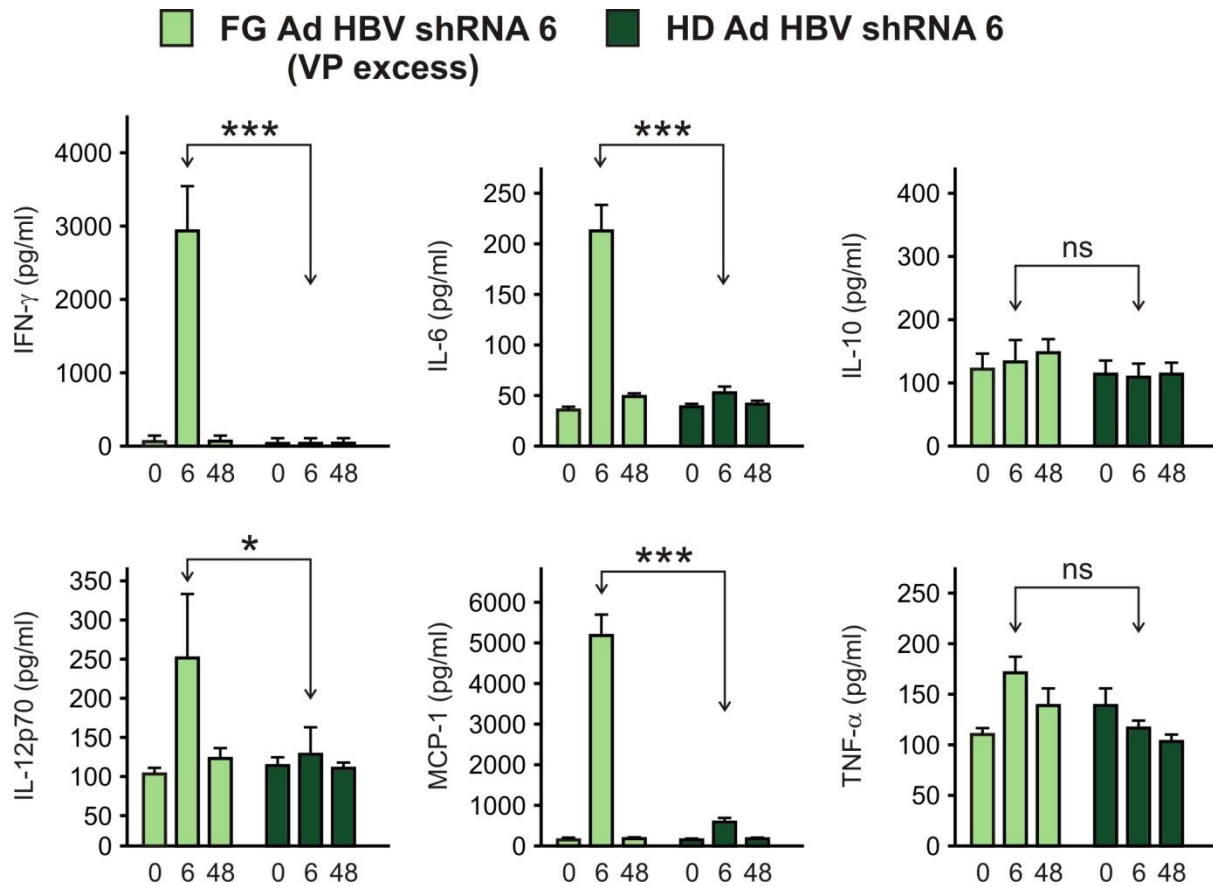 FG Ad HBV shRNA 6
(VP excess)
HD Ad HBV shRNA 6
IFN-γ (pg/ml)
4000
3000
2000
1000
0
***
0 6 48 0 6 48
IL-6 (pg/ml)
250
200
150
100
50
0
***
0 6 48 0 6 48
IL-10 (pg/ml)
400
300
200
100
0
ns
0 6 48 0 6 48
IL-12p70 (pg/ml)
350
300
250
200
150
100
50
0
*
0 6 48 0 6 48
MCP-1 (pg/ml)
6000
5000
4000
3000
2000
1000
0
***
0 6 48 0 6 48
TNF-α (pg/ml)
250
200
150
100
50
0
ns
0 6 48 0 6 48